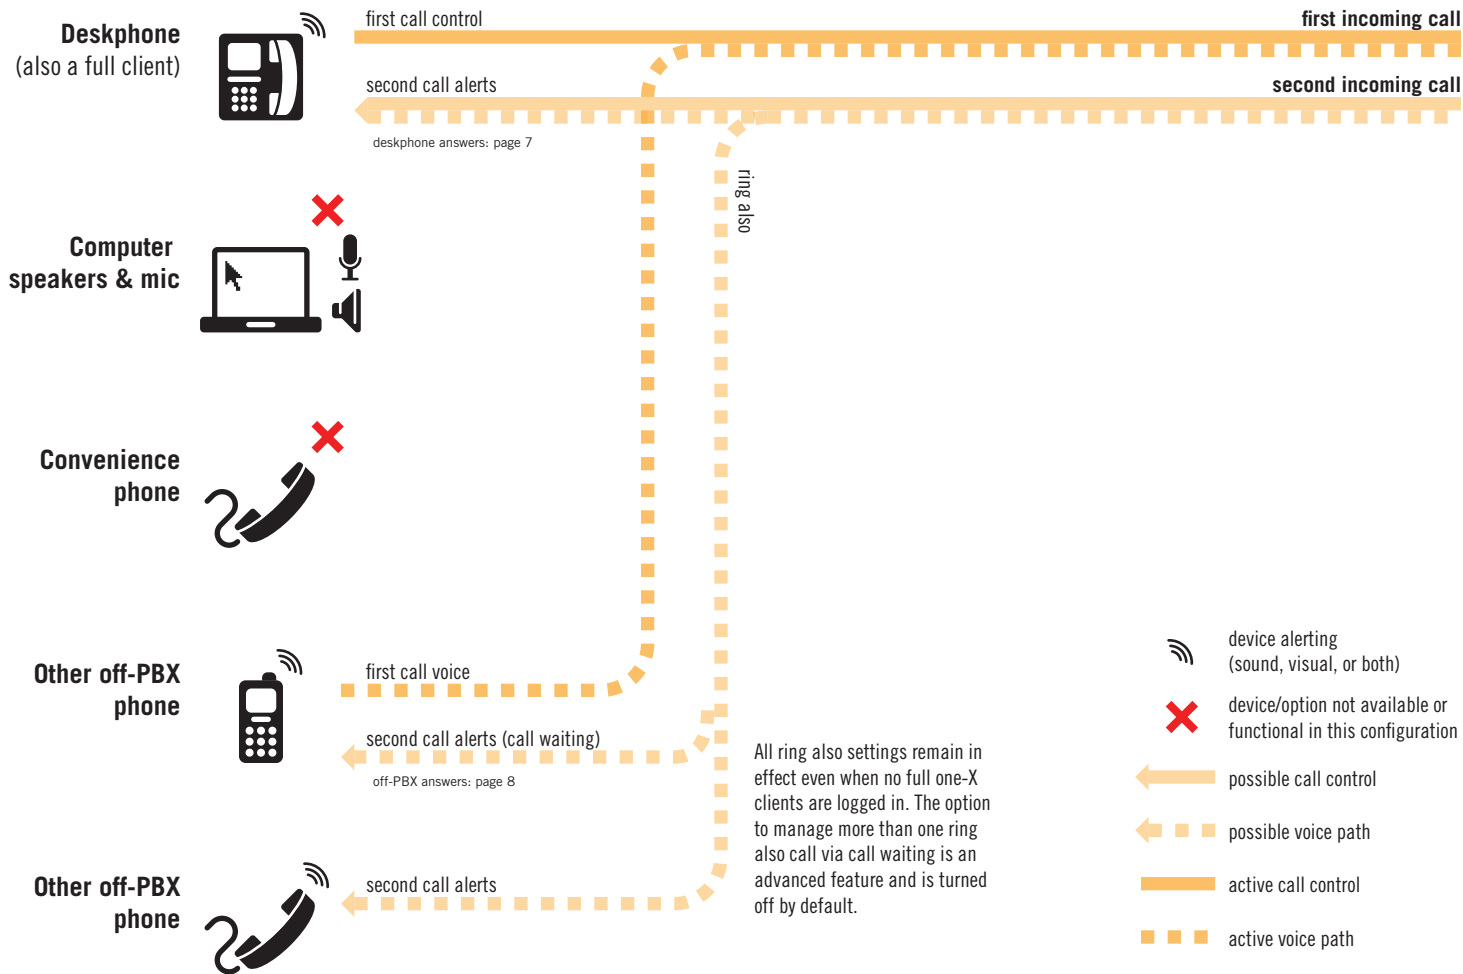 Deskphone
(also a full client)
first call control
first incoming call
second call alerts
second incoming call
deskphone answers: page 7
ring also
Computer
speakers & mic
Convenience
phone
Other off-PBX
phone
first call voice
second call alerts (call waiting)
off-PBX answers: page 8
Other off-PBX
phone
second call alerts
All ring also settings remain in
effect even when no full one-X
clients are logged in. The option
to manage more than one ring
also call via call waiting is an
advanced feature and is turned
off by default.
device alerting
(sound, visual, or both)
device/option not available or
functional in this configuration
possible call control
possible voice path
active call control
active voice path